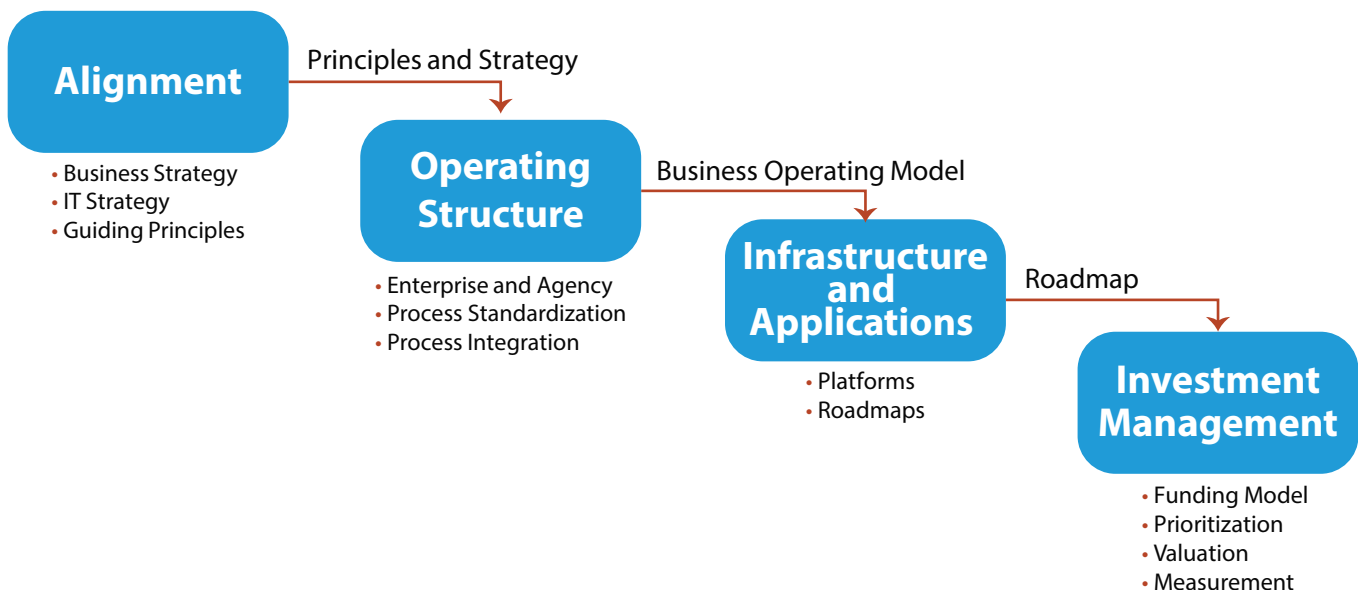 Alignment
Principles and Strategy
• Business Strategy
• IT Strategy
• Guiding Principles
Operating
Structure
Business Operating Model
• Enterprise and Agency
• Process Standardization
• Process Integration
Infrastructure
and
Applications
Roadmap
• Platforms
• Roadmaps
Investment
Management
• Funding Model
• Prioritization
• Valuation
• Measurement